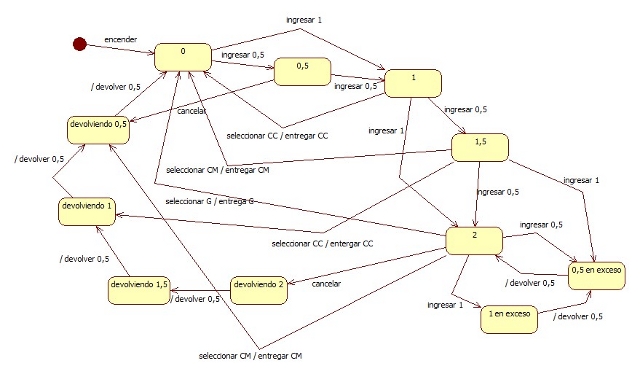 ingresar 1
encender
0
ingresar 0,5
0,5
1
/ devolver 0,5
ingresar 0,5
cancelar
ingresar 0,5
devolviendo 0,5
seleccionar CC / entregar CC
ingresar 1
1,5
/ devolver 0,5
seleccionar CM / entregar CM
ingresar 1
ingresar 0,5
devolviendo 1
seleccionar G / entrega G
ingresar 0,5
2
seleccionar CC / entergar CC
/ devolver 0,5
0,5 en exceso
devolviendo 1,5
devolviendo 2
cancelar
/ devolver 0,5
/ devolver 0,5
ingresar 1
1 en exceso
/ devolver 0,5
seleccionar CM / entregar CM